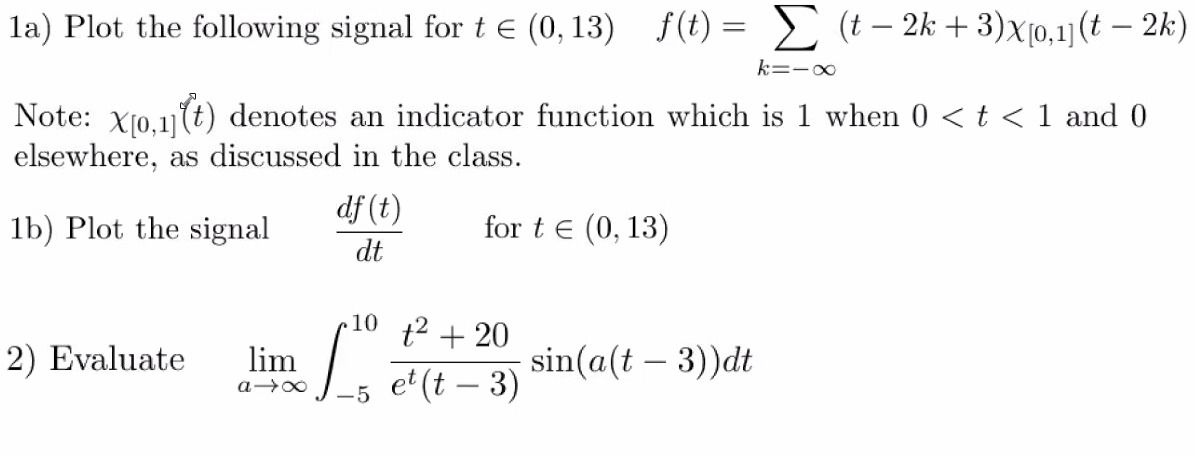 1a) Plot the following signal for t ∈ (0, 13) f(t) = ∑_{k=−∞} (t − 2k + 3)χ_{[0,1]}(t − 2k)
Note: χ_{[0,1]}(t) denotes an indicator function which is 1 when 0 < t < 1 and 0
elsewhere, as discussed in the class.
1b) Plot the signal df(t)/dt for t ∈ (0, 13)
2) Evaluate lim_{a→∞} ∫_{−5}^{10} (t² + 20)/(eᵗ(t − 3)) sin(a(t − 3))dt